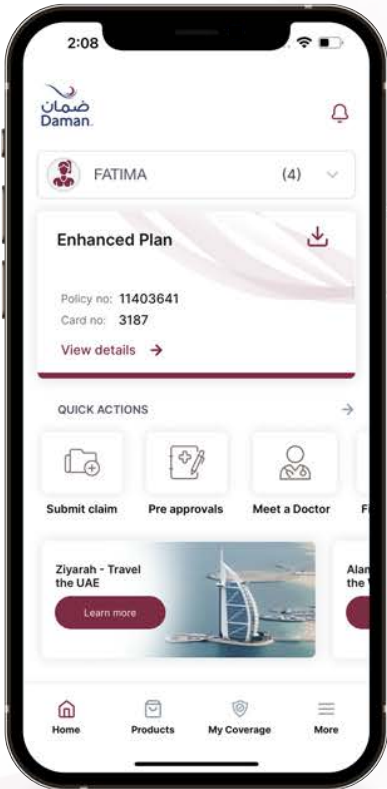 2:08
ضمان
Daman.
FATIMA (4)
Enhanced Plan
Policy no: 11403641
Card no: 3187
View details →
QUICK ACTIONS →
Submit claim Pre approvals Meet a Doctor
Ziyarah - Travel
the UAE
Learn more
Home Products My Coverage More